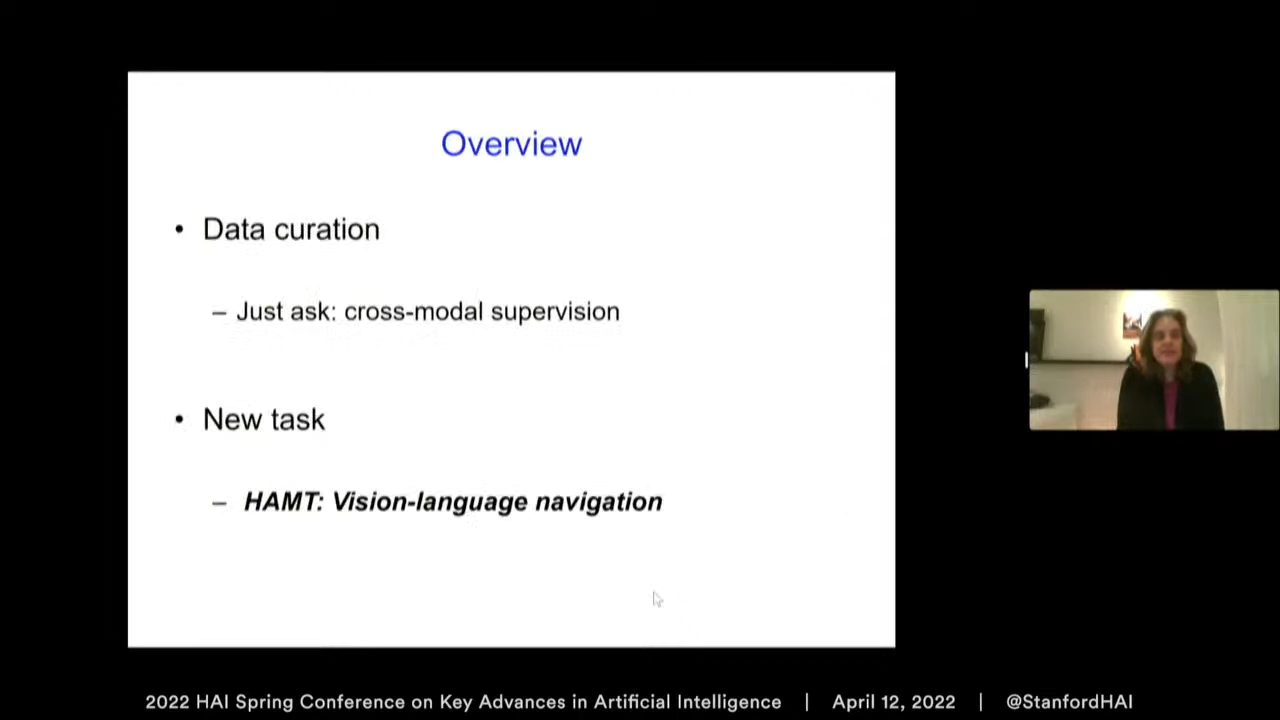 Overview
• Data curation
– Just ask: cross-modal supervision
• New task
– HAMT: Vision-language navigation
2022 HAI Spring Conference on Key Advances in Artificial Intelligence | April 12, 2022 | @StanfordHAI